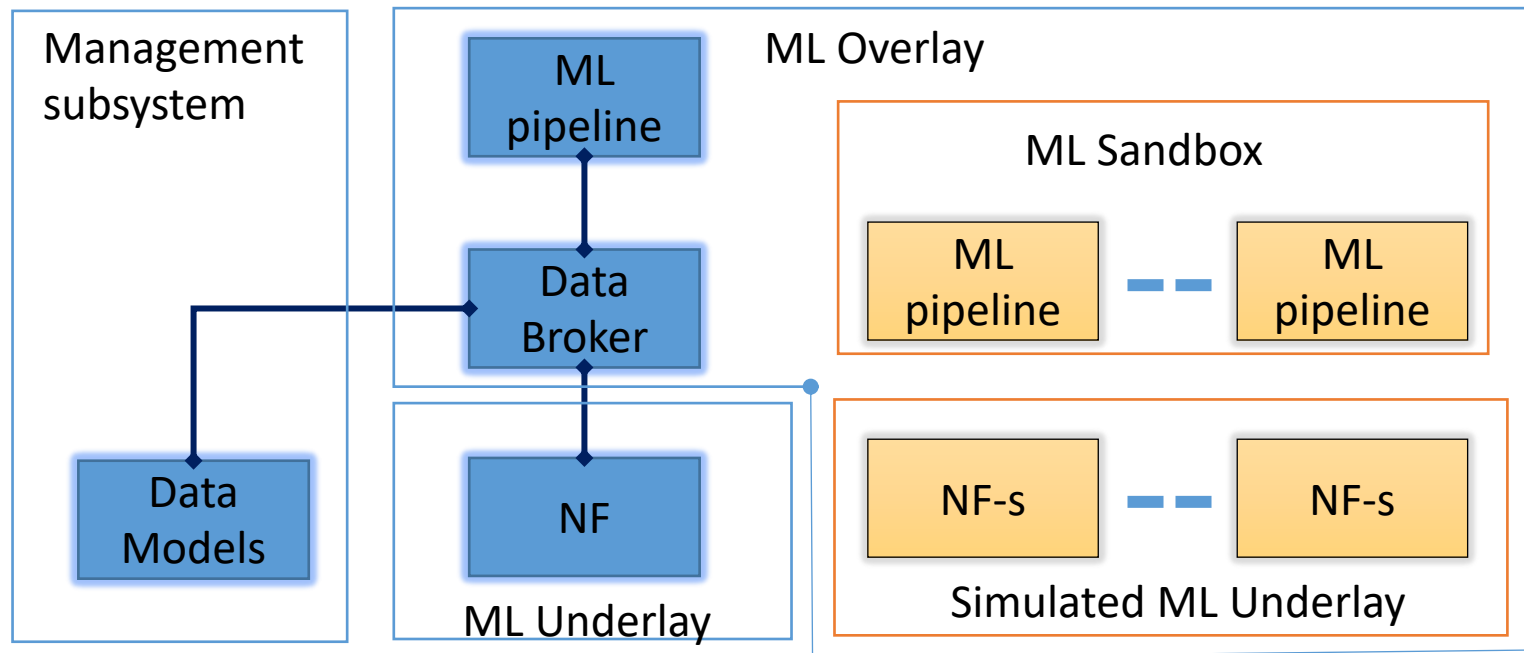 Management
subsystem
ML Overlay
ML
pipeline
ML Sandbox
ML
pipeline
ML
pipeline
Data
Broker
Data
Models
NF
ML Underlay
NF-s
NF-s
Simulated ML Underlay